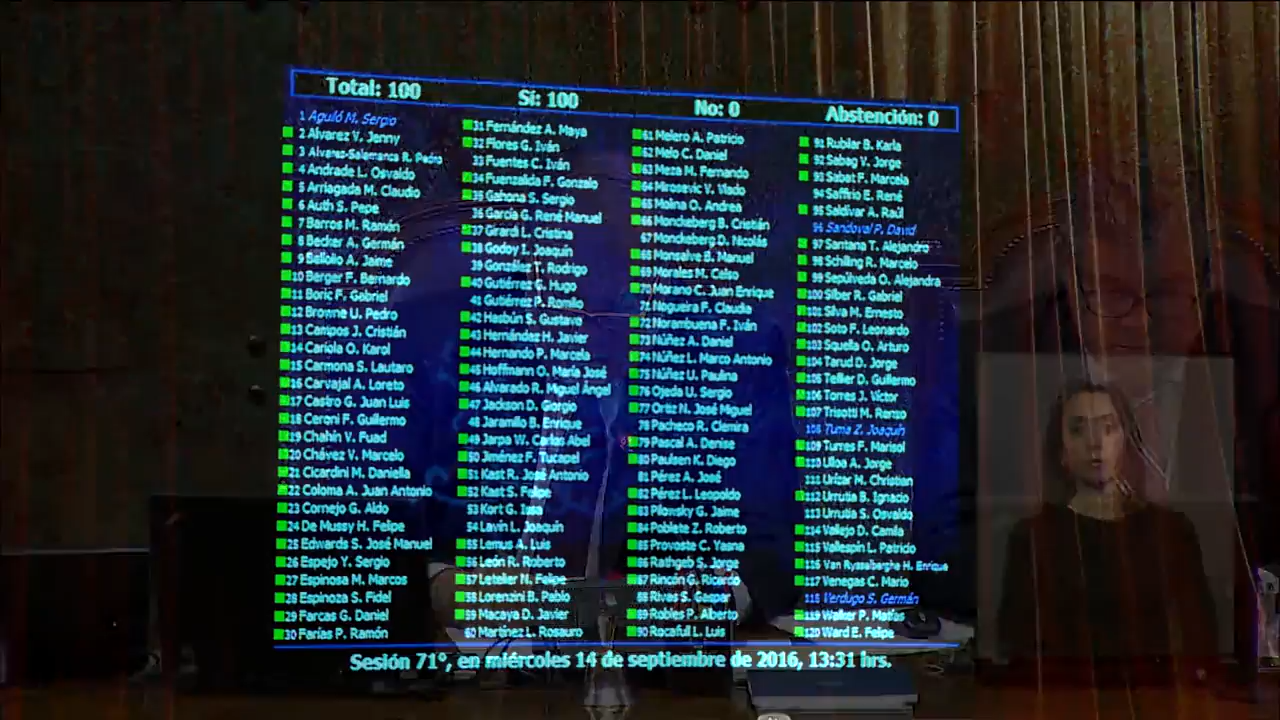 Total: 100
Sí: 100
No: 0
Abstención: 0
1 Aguiló M. Sergio
2 Alvarez V. Jenny
3 Alvarez-Salamanca R. Pedro
4 Andrade L. Osvaldo
5 Arriagada M. Claudio
6 Auth S. Pepe
7 Barros M. Ramón
8 Becker A. Germán
9 Bellolio A. Jaime
10 Berger F. Bernardo
11 Boric F. Gabriel
12 Browne U. Pedro
13 Campos J. Cristián
14 Cariola O. Karol
15 Carmona S. Lautaro
16 Carvajal A. Loreto
17 Castro G. Juan Luis
18 Ceroni F. Guillermo
19 Chahin V. Fuad
20 Chávez V. Marcelo
21 Cicardini M. Daniella
22 Coloma A. Juan Antonio
23 Cornejo G. Aldo
24 De Mussy H. Felipe
25 Edwards S. José Manuel
26 Espejo Y. Sergio
27 Espinosa M. Marcos
28 Espinoza S. Fidel
29 Farcas G. Daniel
30 Farías P. Ramón
31 Fernández A. Maya
32 Flores G. Iván
33 Fuentes C. Iván
34 Fuenzalida F. Gonzalo
35 Gahona S. Sergio
36 García G. René Manuel
37 Girardi L. Cristina
38 Godoy I. Joaquín
39 González T. Rodrigo
40 Gutiérrez G. Hugo
41 Gutiérrez P. Romilio
42 Hasbún S. Gustavo
43 Hernández H. Javier
44 Hernando P. Marcela
45 Hoffmann O. María José
46 Alvarado R. Miguel Ángel
47 Jackson D. Giorgio
48 Jaramillo B. Enrique
49 Jarpa W. Carlos Abel
50 Jiménez F. Tucapel
51 Kast R. José Antonio
52 Kast S. Felipe
53 Kort G. Issa
54 Lavín L. Joaquín
55 Lemus A. Luis
56 León R. Roberto
57 Letelier N. Felipe
58 Lorenzini B. Pablo
59 Macaya D. Javier
60 Martínez L. Rosauro
61 Melero A. Patricio
62 Melo C. Daniel
63 Meza M. Fernando
64 Mirosevic V. Vlado
65 Molina O. Andrea
66 Monckeberg B. Cristián
67 Monckeberg D. Nicolás
68 Monsalve B. Manuel
69 Morales M. Celso
70 Morano C. Juan Enrique
71 Nogueira F. Claudia
72 Norambuena F. Iván
73 Núñez A. Daniel
74 Núñez L. Marco Antonio
75 Núñez U. Paulina
76 Ojeda U. Sergio
77 Ortiz N. José Miguel
78 Pacheco R. Clemira
79 Pascal A. Denise
80 Paulsen K. Diego
81 Pérez A. José
82 Pérez L. Leopoldo
83 Pilowsky G. Jaime
84 Poblete Z. Roberto
85 Provoste C. Yasna
86 Rathgeb S. Jorge
87 Rincón G. Ricardo
88 Rivas S. Gaspar
89 Robles P. Alberto
90 Rocafull L. Luis
91 Rubilar B. Karla
92 Sabag V. Jorge
93 Sabat F. Marcela
94 Saffirio E. René
95 Saldivar A. Raúl
96 Sandoval P. David
97 Santana T. Alejandro
98 Schilling R. Marcelo
99 Sepúlveda O. Alejandra
100 Silber R. Gabriel
101 Silva M. Ernesto
102 Soto F. Leonardo
103 Squella O. Arturo
104 Tarud D. Jorge
105 Teillier D. Guillermo
106 Torres J. Víctor
107 Trisotti M. Renzo
108 Tuma Z. Joaquín
109 Turres F. Marisol
110 Ulloa A. Jorge
111 Urízar M. Christian
112 Urrutia B. Ignacio
113 Urrutia S. Osvaldo
114 Vallejo D. Camila
115 Vallespín L. Patricio
116 Van Rysselberghe H. Enrique
117 Venegas C. Mario
118 Verdugo S. Germán
119 Walker P. Matías
120 Ward E. Felipe
Sesión 71°, en miércoles 14 de septiembre de 2016, 13:31 hrs.